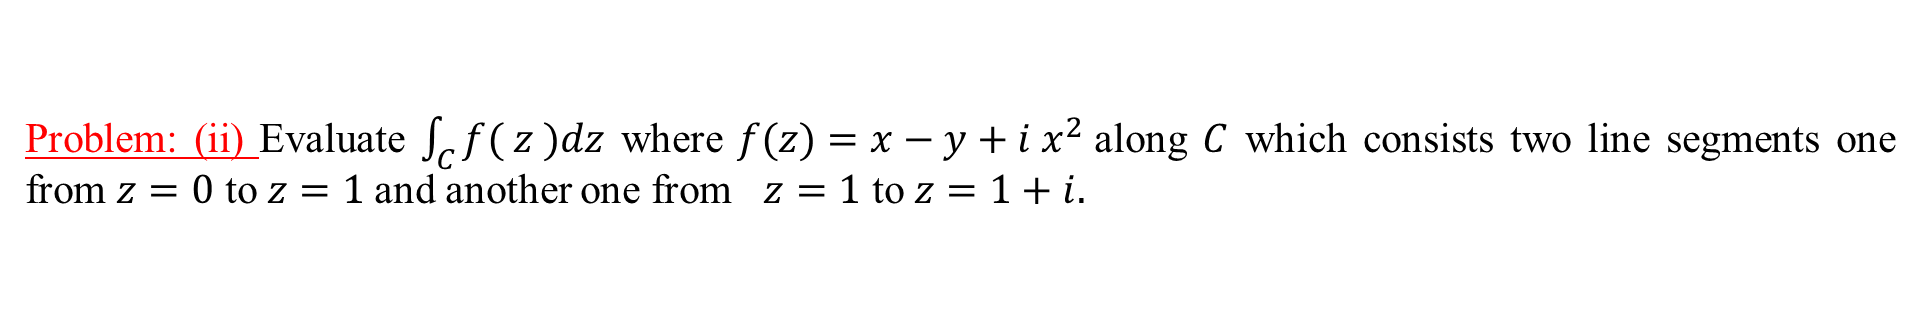 Problem: (ii) Evaluate ∫_C f( z )dz where f(z) = x − y + i x² along C which consists two line segments one
from z = 0 to z = 1 and another one from z = 1 to z = 1 + i.